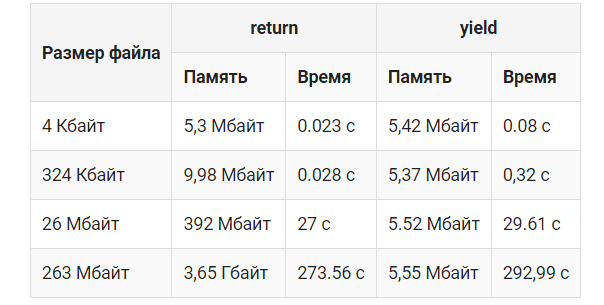 Размер файла return yield
Память Время Память Время
4 Кбайт 5,3 Мбайт 0.023 с 5,42 Мбайт 0.08 с
324 Кбайт 9,98 Мбайт 0.028 с 5,37 Мбайт 0,32 с
26 Мбайт 392 Мбайт 27 с 5.52 Мбайт 29.61 с
263 Мбайт 3,65 Гбайт 273.56 с 5,55 Мбайт 292,99 с